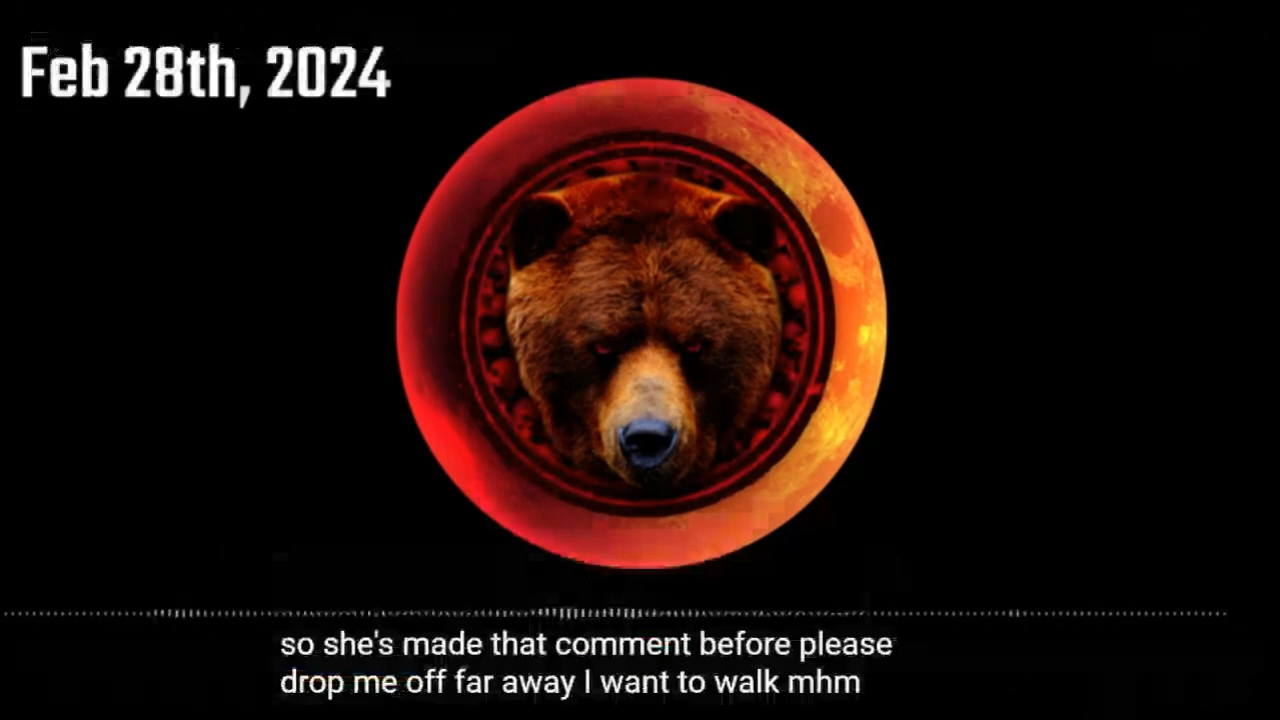 Feb 28th, 2024
so she's made that comment before please
drop me off far away I want to walk mhm